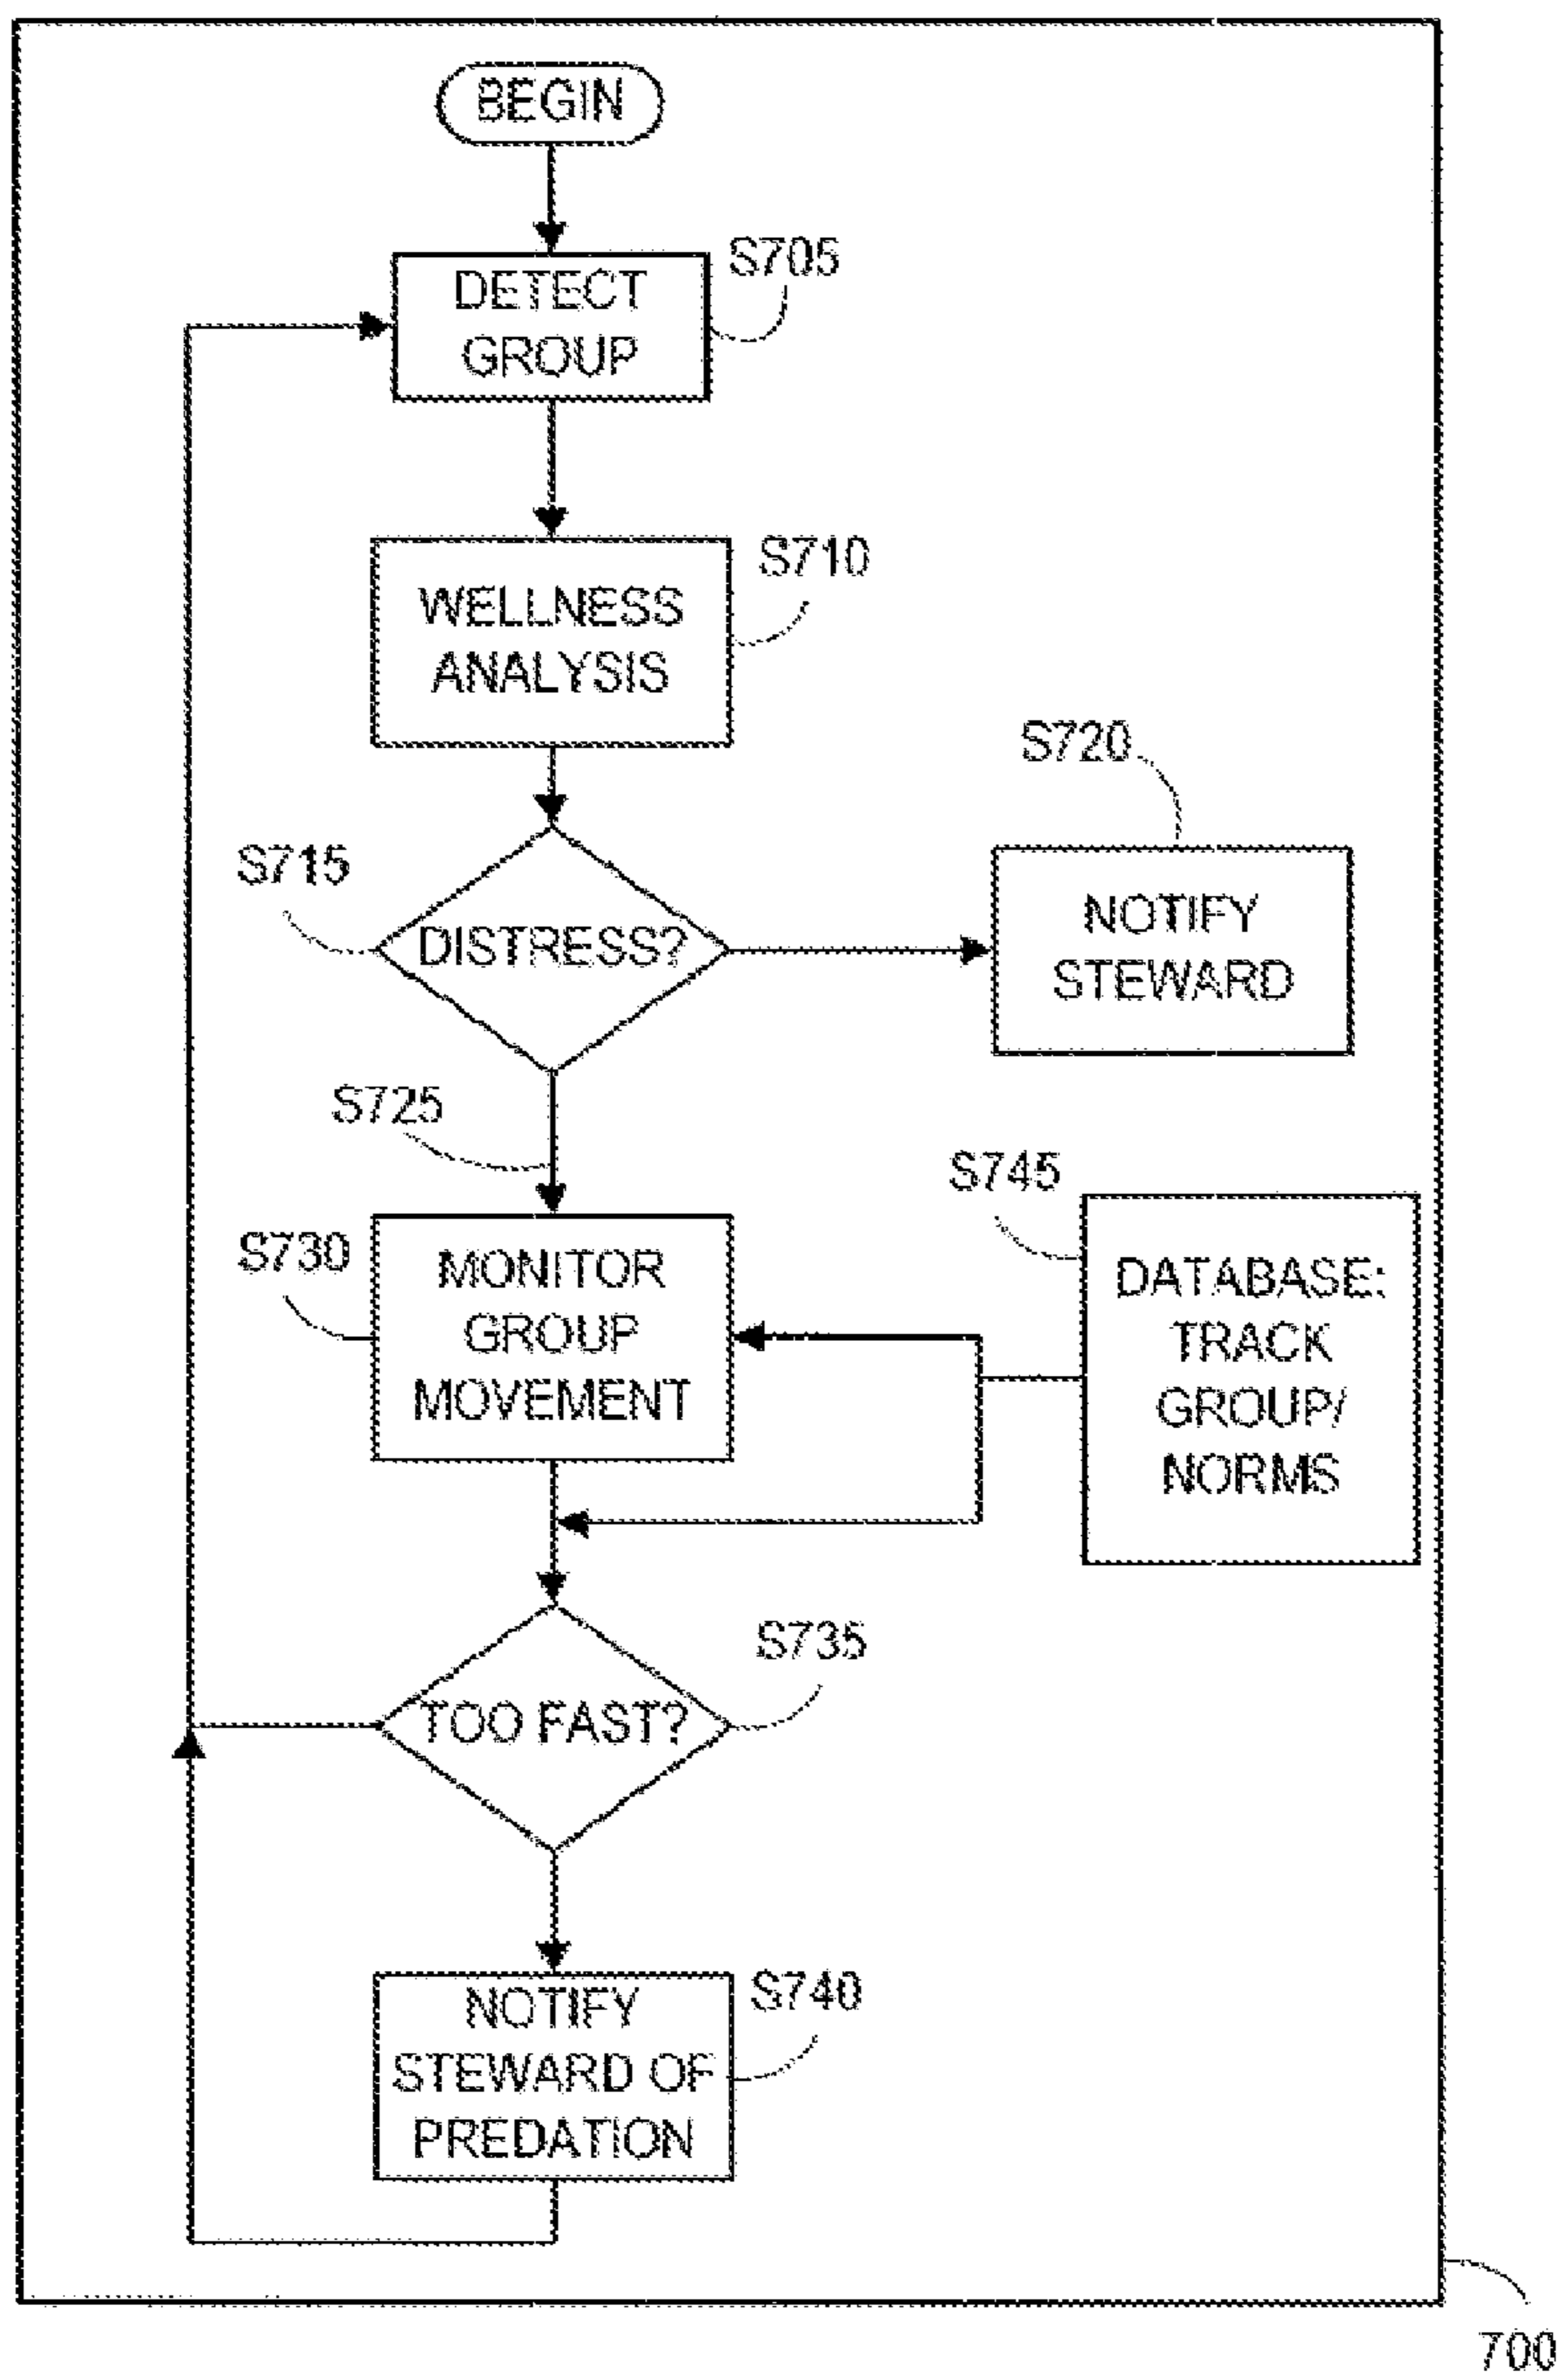 BEGIN
S705
DETECT
GROUP
S710
WELLNESS
ANALYSIS
S720
S715
DISTRESS?
NOTIFY
STEWARD
S725
S745
S730
MONITOR
GROUP
MOVEMENT
DATABASE:
TRACK
GROUP/
NORMS
S735
TOO FAST?
S740
NOTIFY
STEWARD OF
PREDATION
700